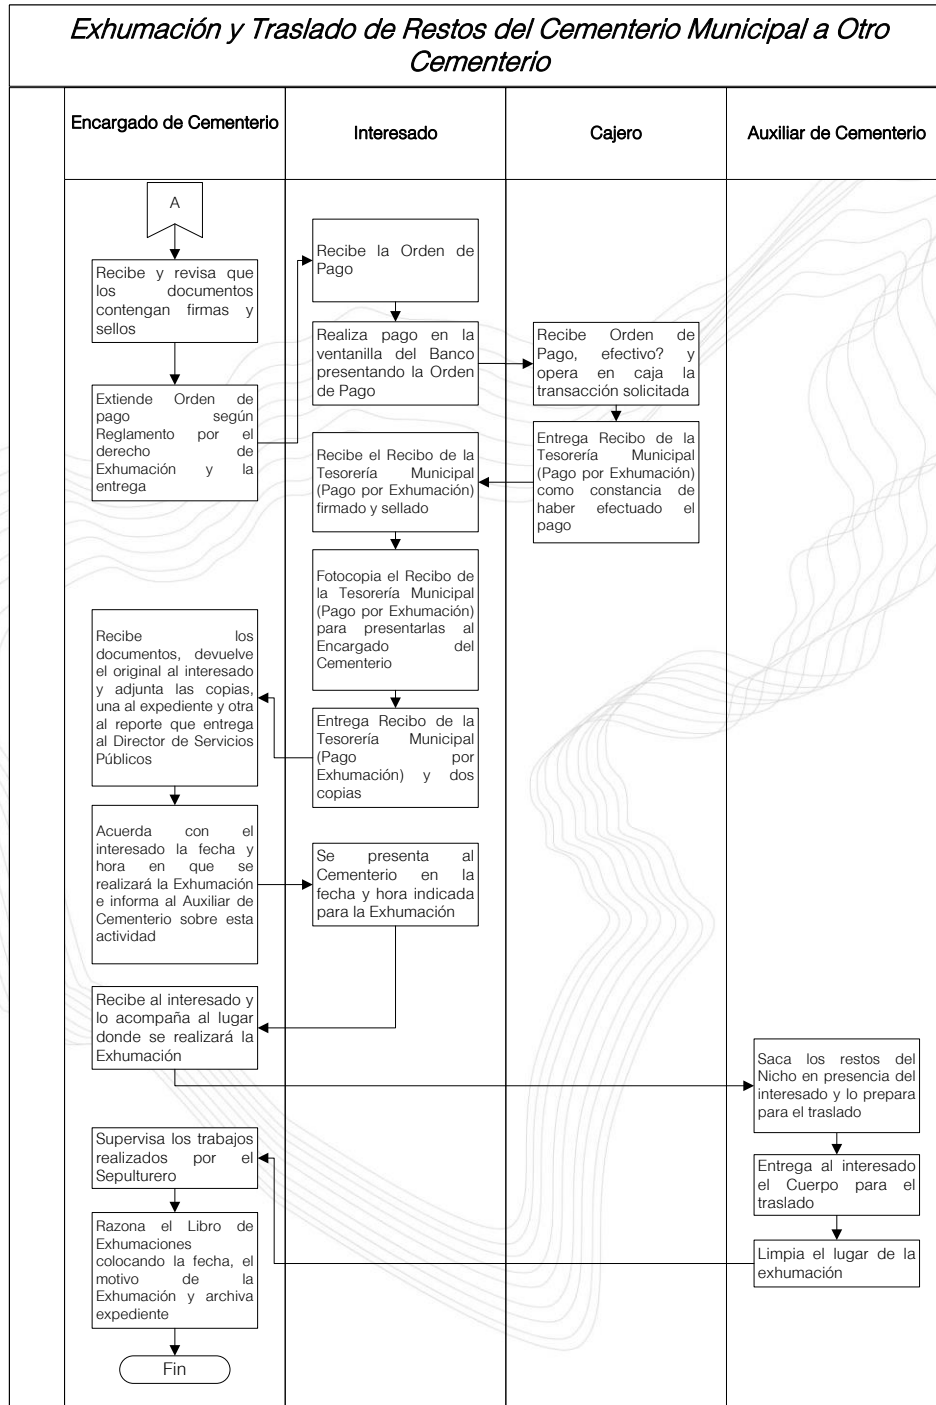 Exhumación y Traslado de Restos del Cementerio Municipal a Otro
Cementerio
Encargado de Cementerio
Interesado
Cajero
Auxiliar de Cementerio
A
Recibe y revisa que
los documentos
contengan firmas y
sellos
Extiende Orden de
pago según
Reglamento por el
derecho de
Exhumación y la
entrega
Recibe la Orden de
Pago
Realiza pago en la
ventanilla del Banco
presentando la Orden
de Pago
Recibe Orden de
Pago, efectivo? y
opera en caja la
transacción solicitada
Entrega Recibo de la
Tesorería Municipal
(Pago por Exhumación)
como constancia de
haber efectuado el
pago
Recibe el Recibo de la
Tesorería Municipal
(Pago por Exhumación)
firmado y sellado
Fotocopia el Recibo de
la Tesorería Municipal
(Pago por Exhumación)
para presentarlas al
Encargado del
Cementerio
Entrega Recibo de la
Tesorería Municipal
(Pago por
Exhumación) y dos
copias
Recibe los
documentos, devuelve
el original al interesado
y adjunta las copias,
una al expediente y otra
al reporte que entrega
al Director de Servicios
Públicos
Acuerda con el
interesado la fecha y
hora en que se
realizará la Exhumación
e informa al Auxiliar de
Cementerio sobre esta
actividad
Se presenta al
Cementerio en la
fecha y hora indicada
para la Exhumación
Recibe al interesado y
lo acompaña al lugar
donde se realizará la
Exhumación
Saca los restos del
Nicho en presencia del
interesado y lo prepara
para el traslado
Entrega al interesado
el Cuerpo para el
traslado
Limpia el lugar de la
exhumación
Supervisa los trabajos
realizados por el
Sepulturero
Razona el Libro de
Exhumaciones
colocando la fecha, el
motivo de la
Exhumación y archiva
expediente
Fin